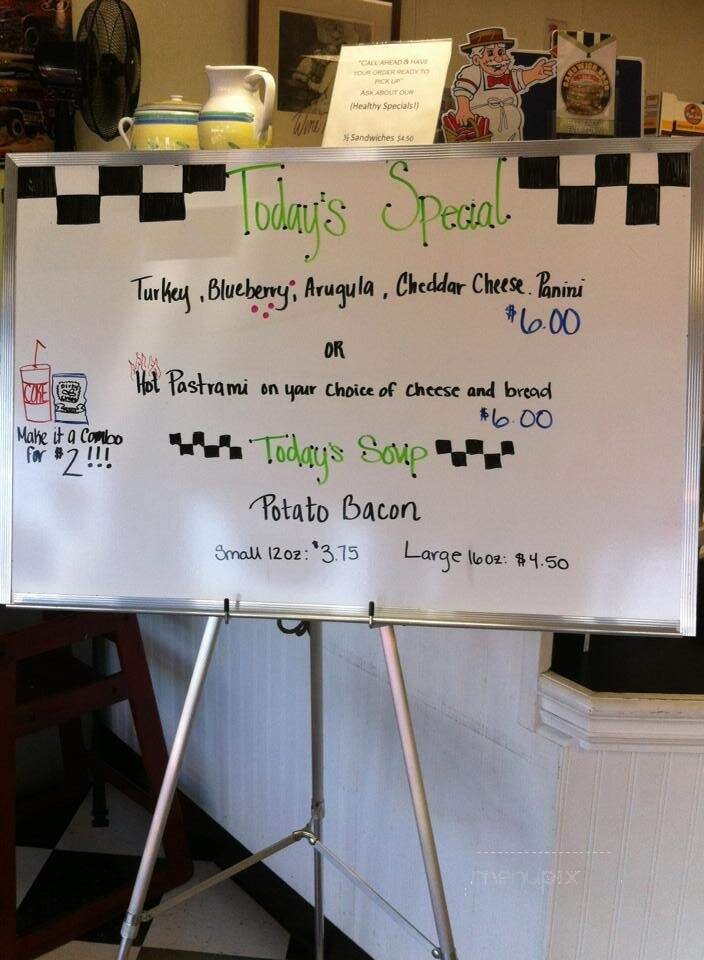 "CALL AHEAD & HAVE
YOUR ORDER READY TO
PICK UP"
ASK ABOUT OUR
(Healthy Specials!)
½ Sandwiches $4.50
Today's Special
Turkey, Blueberry, Arugula, Cheddar Cheese. Panini
$6.00
OR
Hot Pastrami on your choice of cheese and bread
$6.00
COKE
Make it a Combo
for $2!!!
Today's Soup
Potato Bacon
Small 12oz: $3.75 Large 16oz: $4.50
menupix